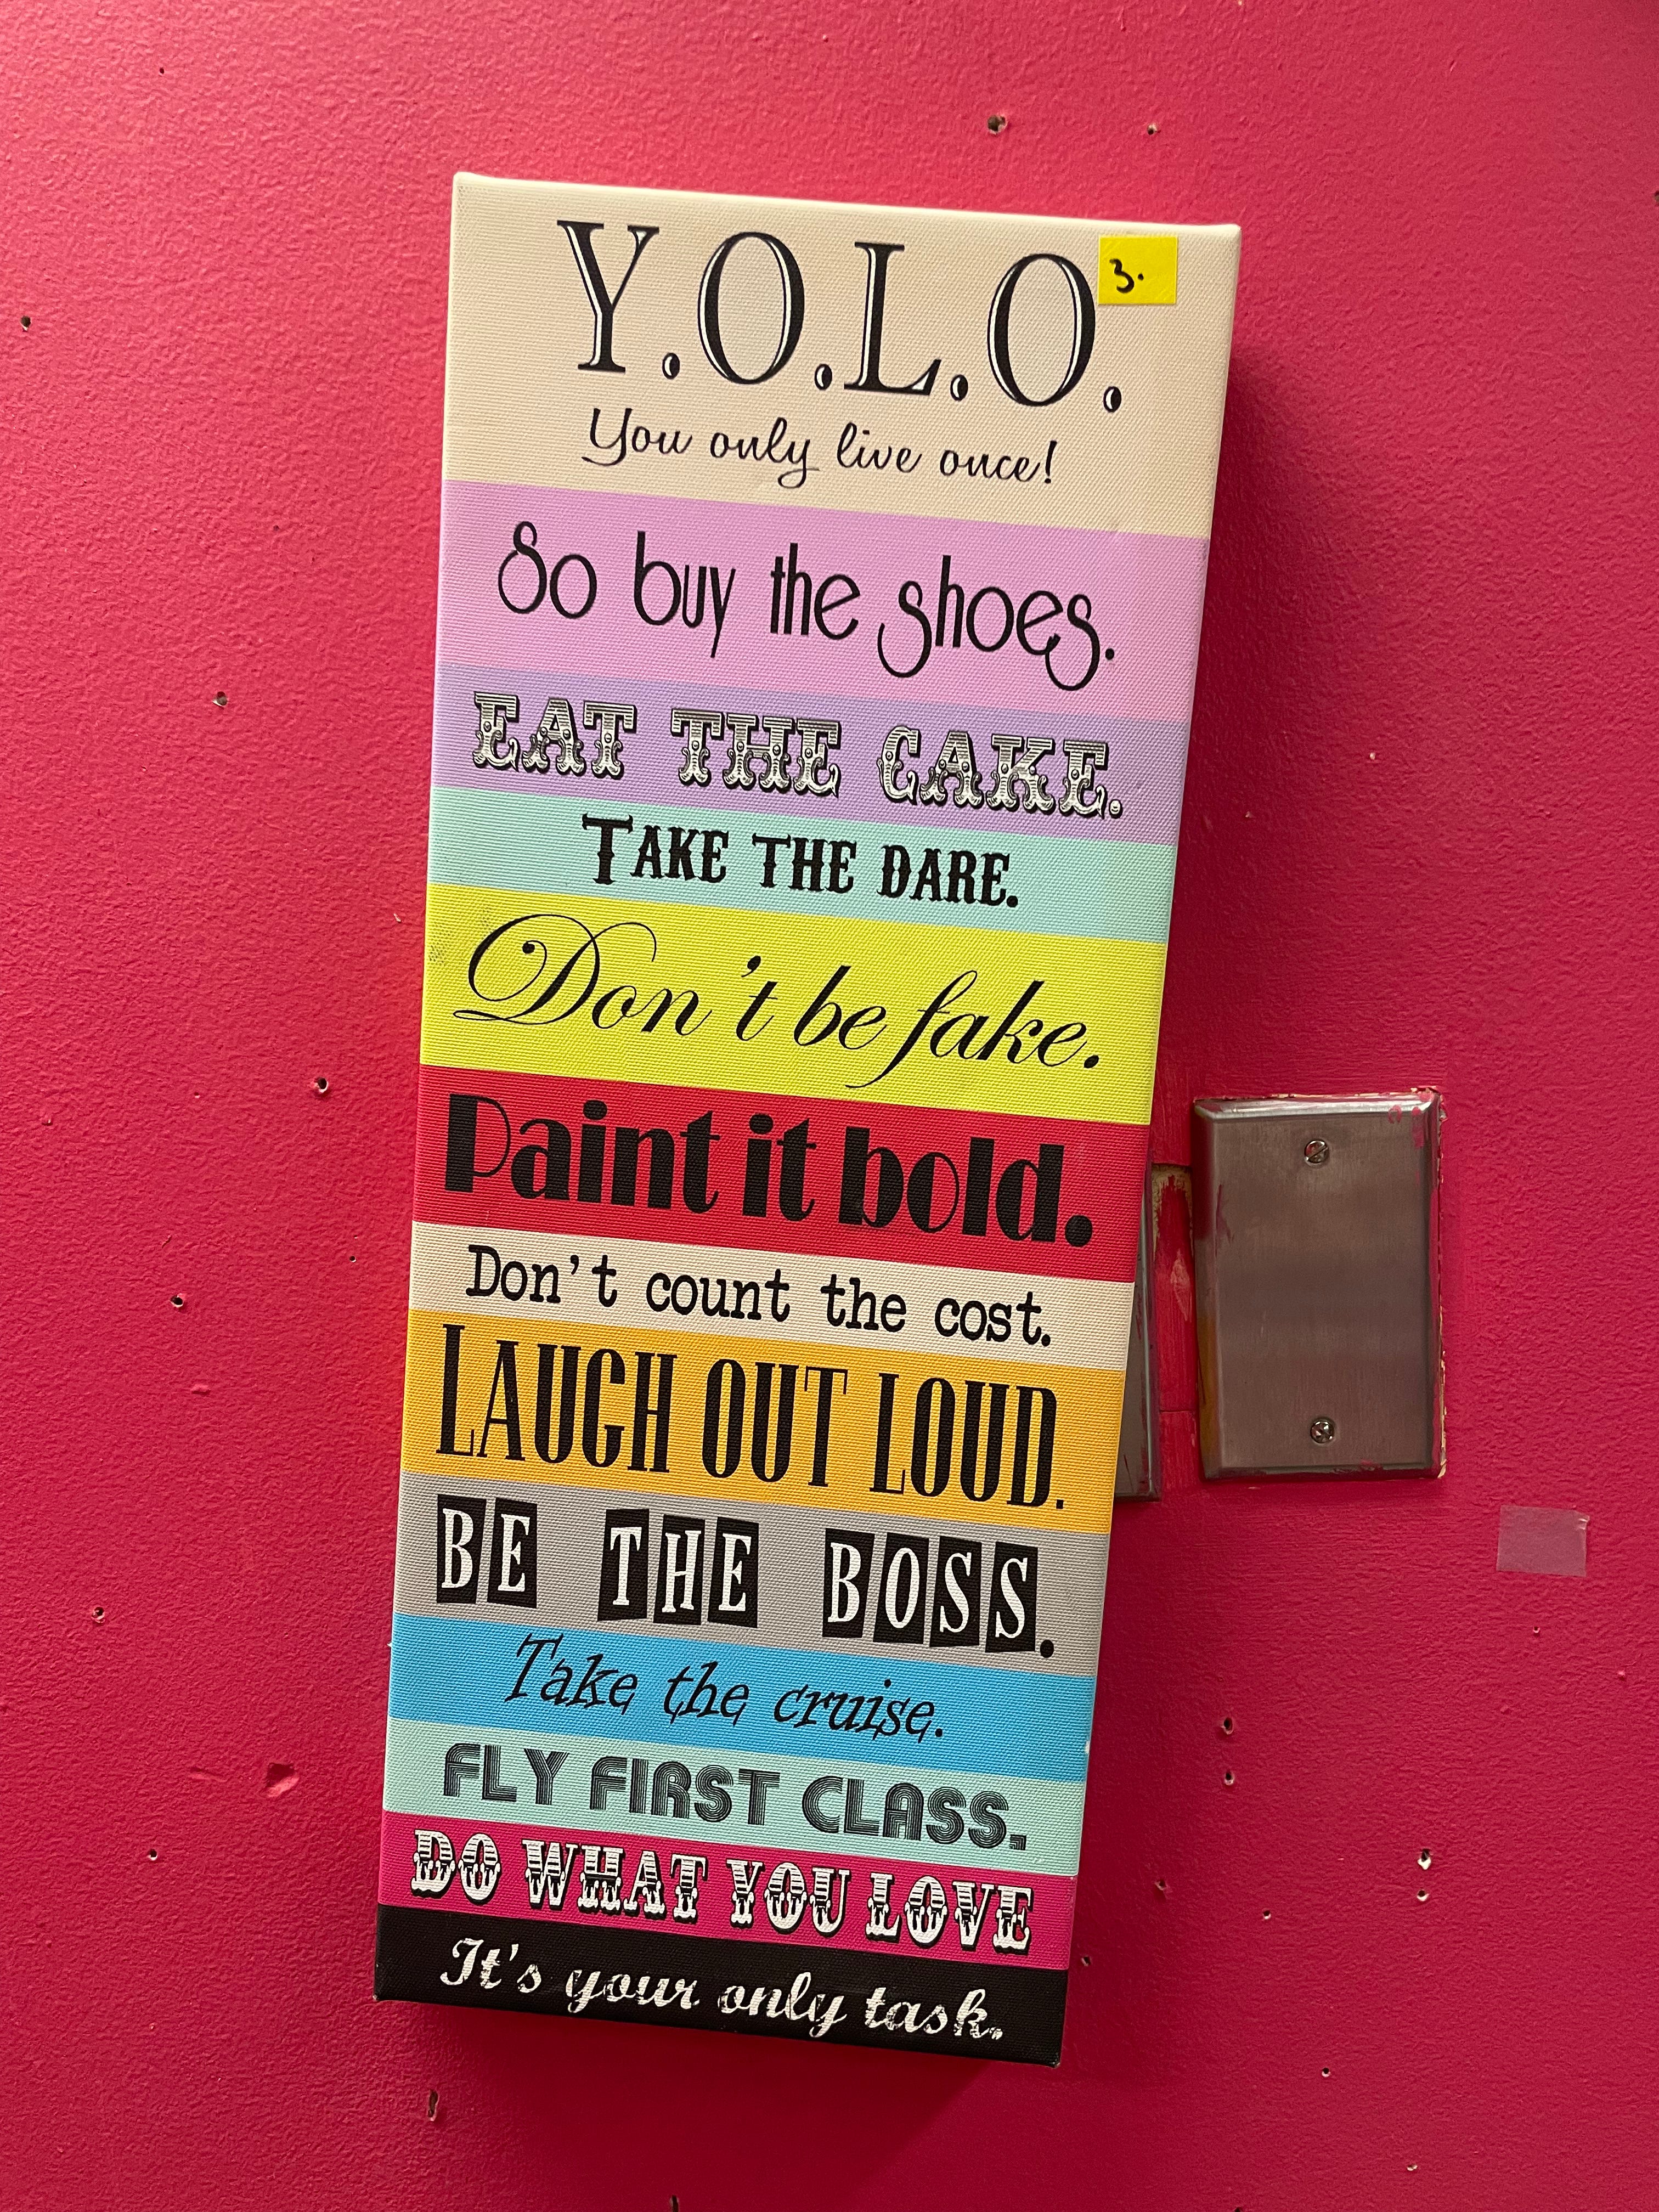 Y.O.L.O.
3.
You only live once!
So buy the shoes.
EAT THE CAKE.
TAKE THE DARE.
Don't be fake.
Paint it bold.
Don't count the cost.
LAUGH OUT LOUD.
BE THE BOSS.
Take the cruise.
FLY FIRST CLASS.
DO WHAT YOU LOVE
It's your only task.